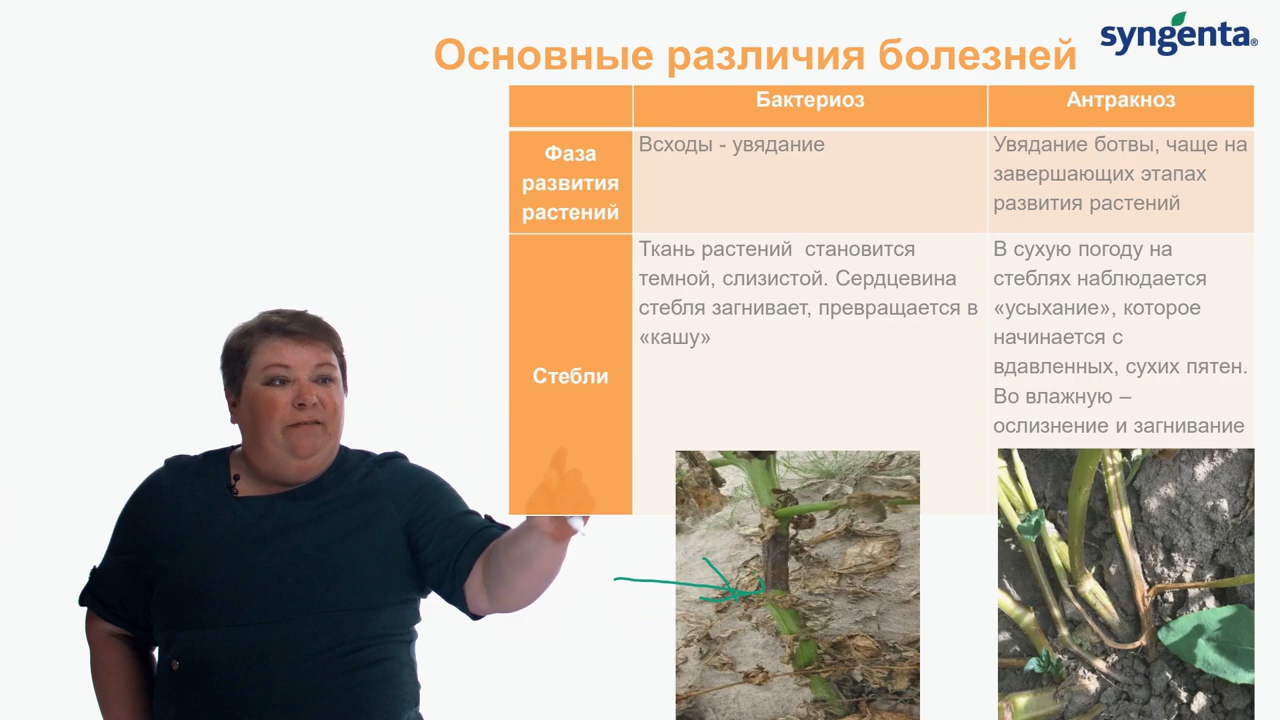 syngenta®
Основные различия болезней
Бактериоз
Антракноз
Фаза
развития
растений
Всходы - увядание
Увядание ботвы, чаще на
завершающих этапах
развития растений
Стебли
Ткань растений становится
темной, слизистой. Сердцевина
стебля загнивает, превращается в
«кашу»
В сухую погоду на
стеблях наблюдается
«усыхание», которое
начинается с
вдавленных, сухих пятен.
Во влажную –
ослизнение и загнивание